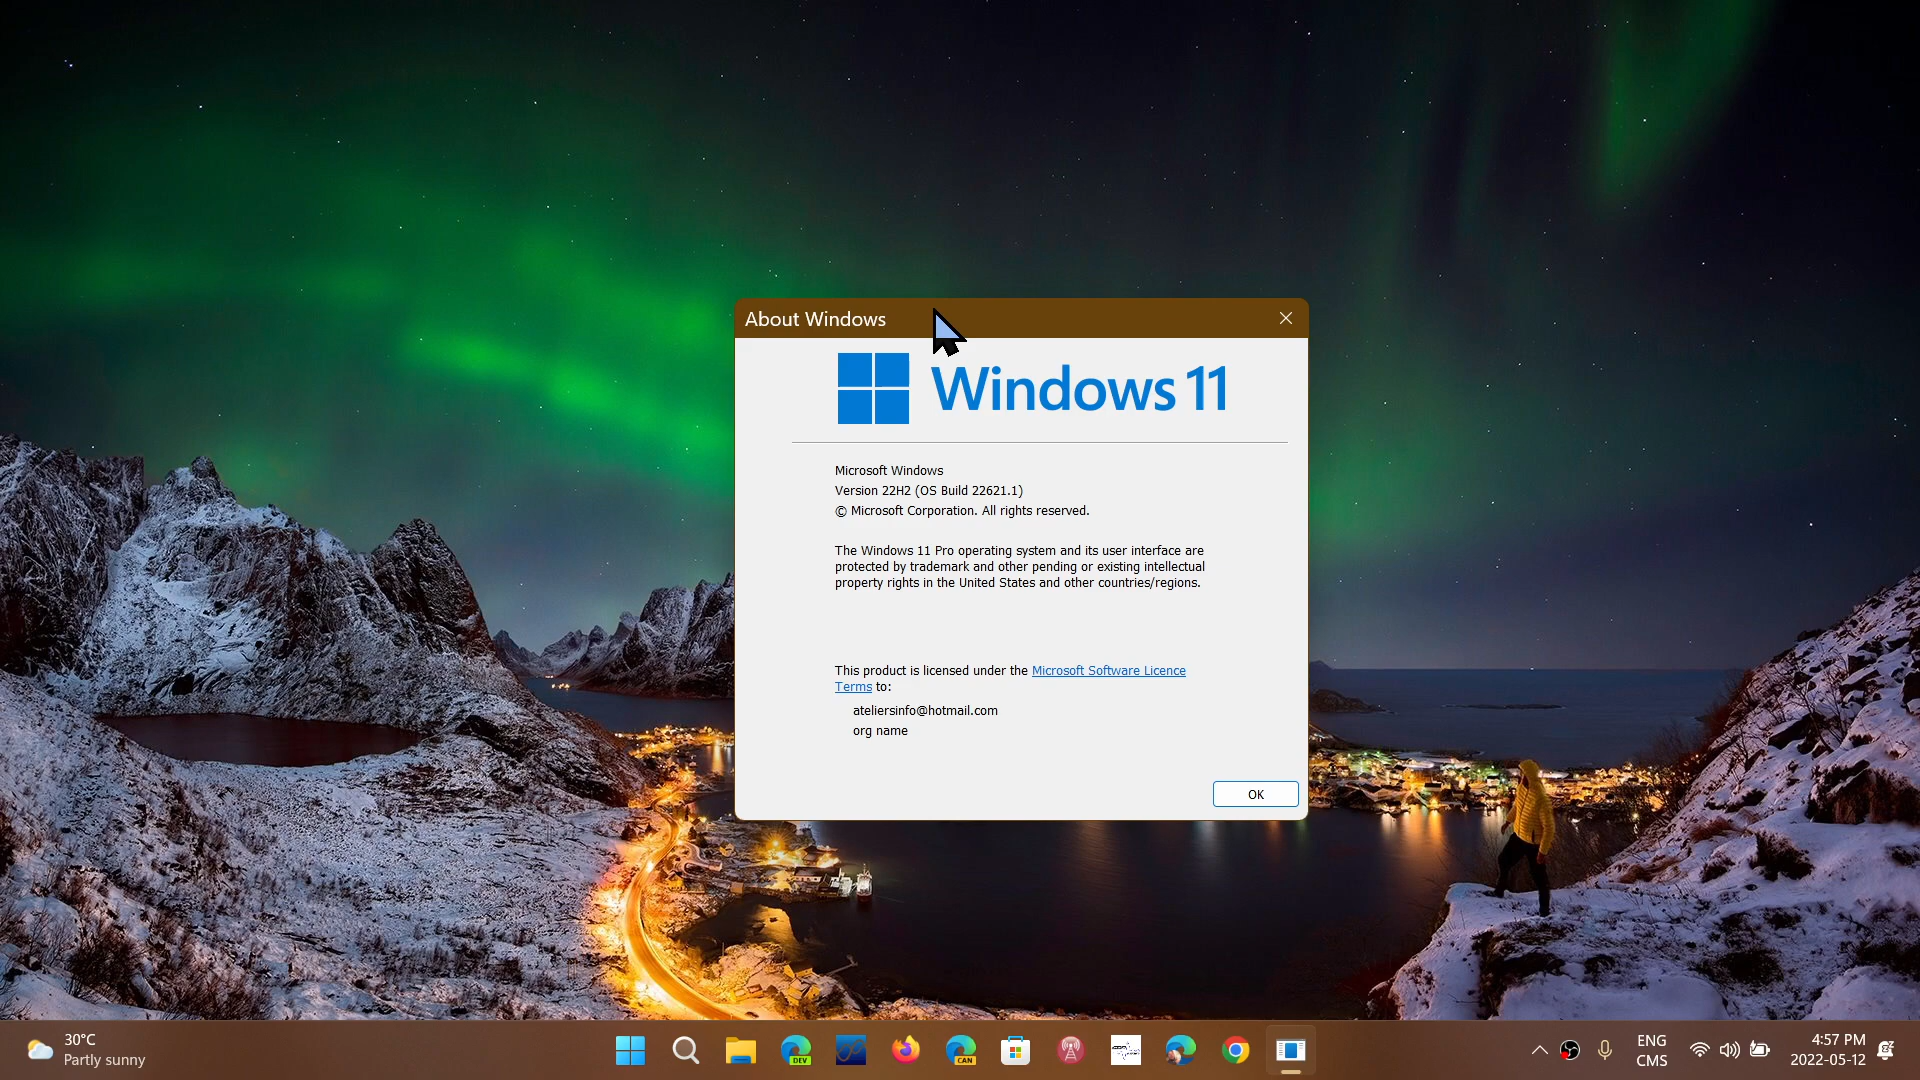 About Windows
Windows 11
Microsoft Windows
Version 22H2 (OS Build 22621.1)
© Microsoft Corporation. All rights reserved.
The Windows 11 Pro operating system and its user interface are
protected by trademark and other pending or existing intellectual
property rights in the United States and other countries/regions.
This product is licensed under the Microsoft Software Licence
Terms to:
ateliersinfo@hotmail.com
org name
OK
30°C
Partly sunny
DEV
CAN
ENG
CMS
4:57 PM
2022-05-12